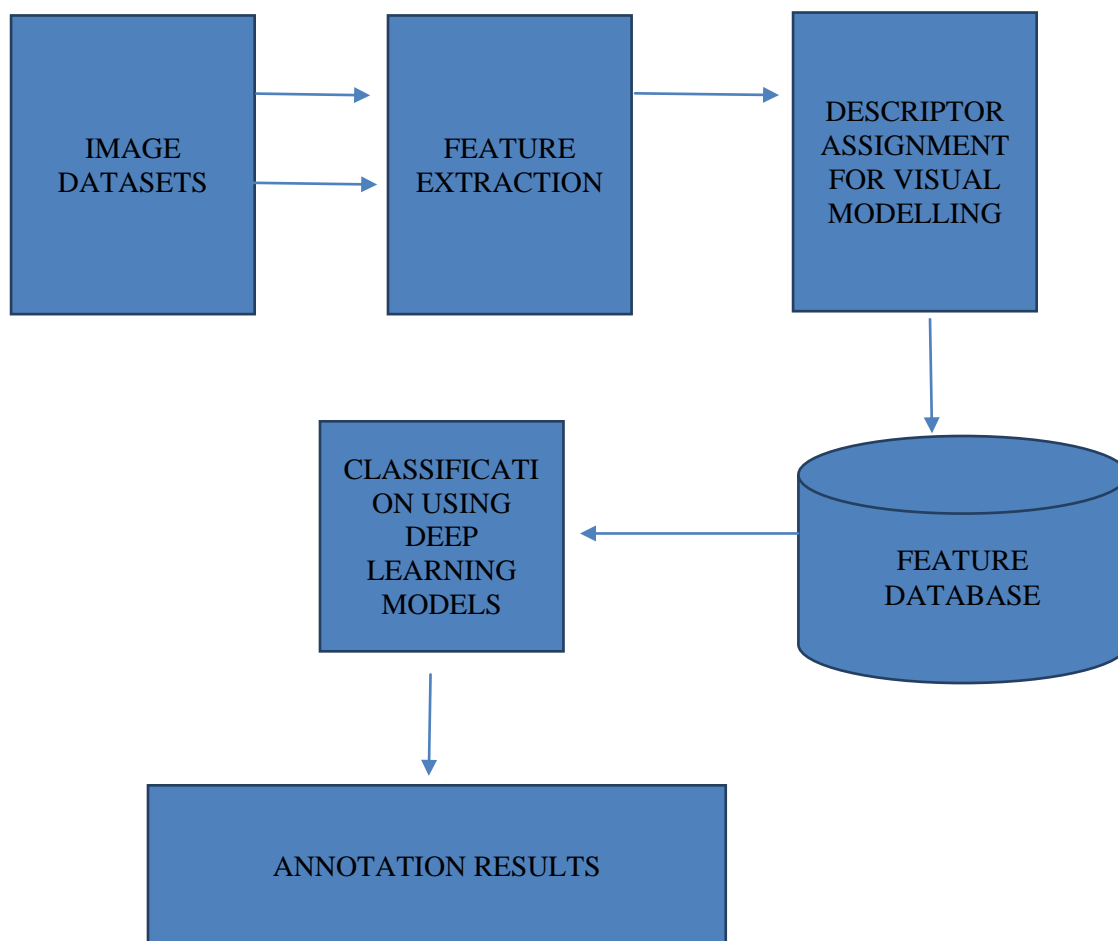 IMAGE
DATASETS
FEATURE
EXTRACTION
DESCRIPTOR
ASSIGNMENT
FOR VISUAL
MODELLING
CLASSIFICATI
ON USING
DEEP
LEARNING
MODELS
FEATURE
DATABASE
ANNOTATION RESULTS